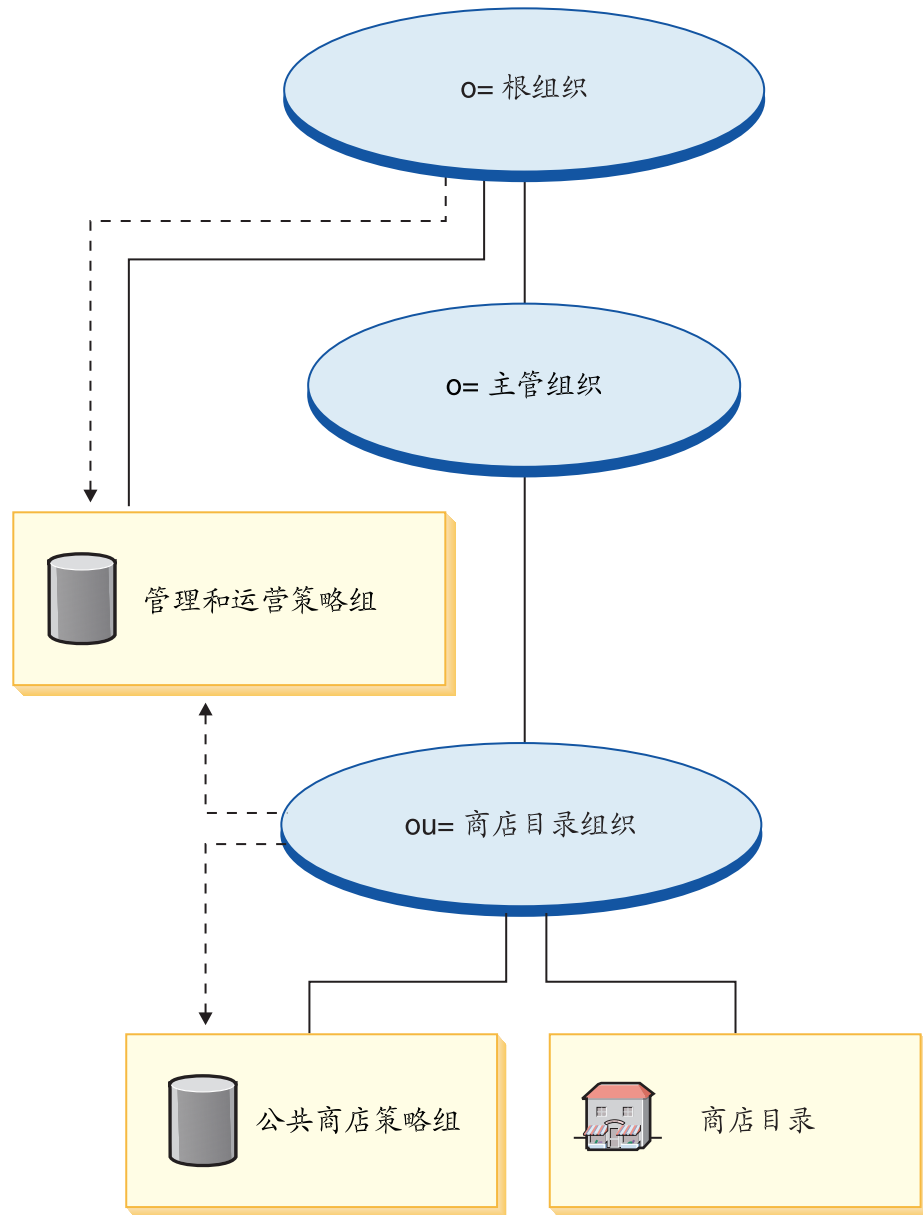 o= 根组织
o= 主管组织
管理和运营策略组
ou= 商店目录组织
公共商店策略组
商店目录